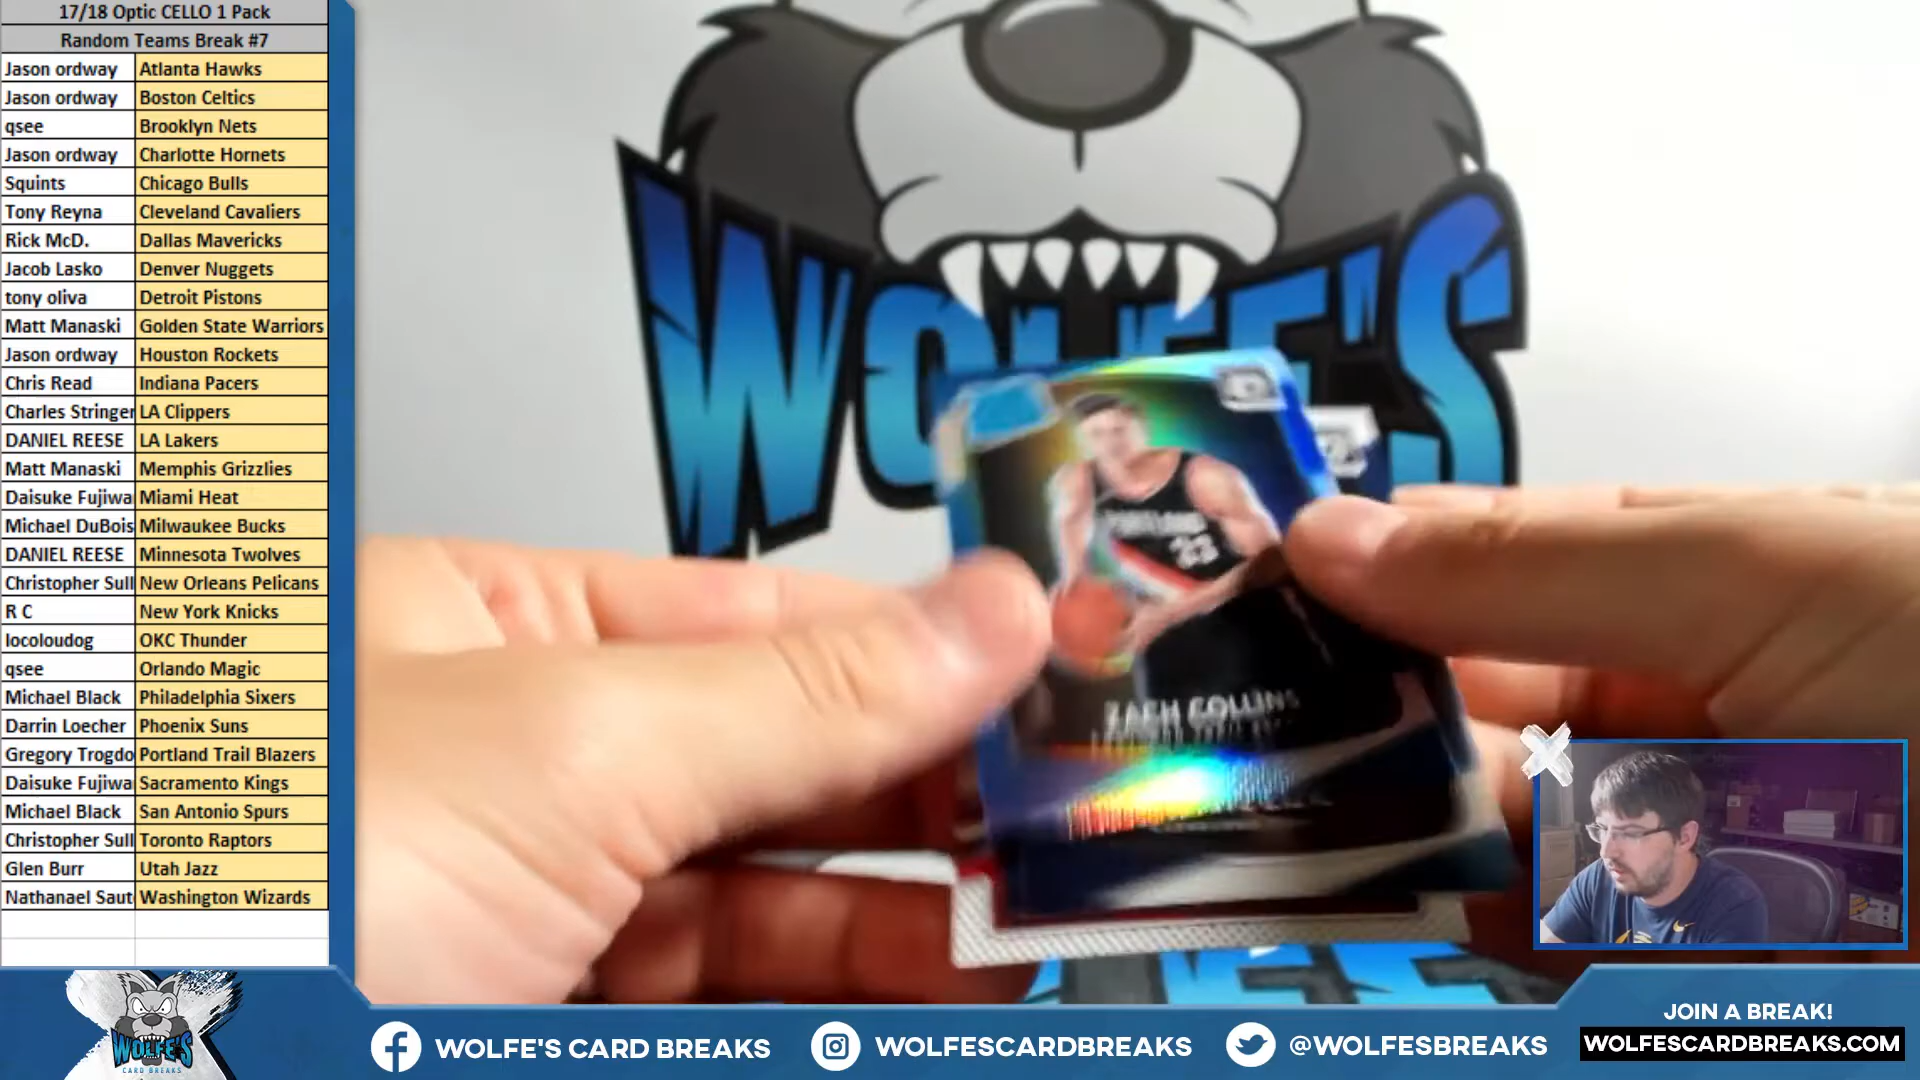 17/18 Optic CELLO 1 Pack
Random Teams Break #7
Jason ordway Atlanta Hawks
Jason ordway Boston Celtics
qsee Brooklyn Nets
Jason ordway Charlotte Hornets
Squints Chicago Bulls
Tony Reyna Cleveland Cavaliers
Rick McD. Dallas Mavericks
Jacob Lasko Denver Nuggets
tony oliva Detroit Pistons
Matt Manaski Golden State Warriors
Jason ordway Houston Rockets
Chris Read Indiana Pacers
Charles Stringer LA Clippers
DANIEL REESE LA Lakers
Matt Manaski Memphis Grizzlies
Daisuke Fujiwa Miami Heat
Michael DuBois Milwaukee Bucks
DANIEL REESE Minnesota Twolves
Christopher Sull New Orleans Pelicans
R C New York Knicks
locoloudog OKC Thunder
qsee Orlando Magic
Michael Black Philadelphia Sixers
Darrin Loecher Phoenix Suns
Gregory Trogdo Portland Trail Blazers
Daisuke Fujiwa Sacramento Kings
Michael Black San Antonio Spurs
Christopher Sull Toronto Raptors
Glen Burr Utah Jazz
Nathanael Saut Washington Wizards
WOLFE'S
PORTLAND
33
ZACH COLLINS
WOLFE'S
CARD BREAKS
WOLFE'S CARD BREAKS
WOLFESCARDBREAKS
@WOLFESBREAKS
JOIN A BREAK!
WOLFESCARDBREAKS.COM